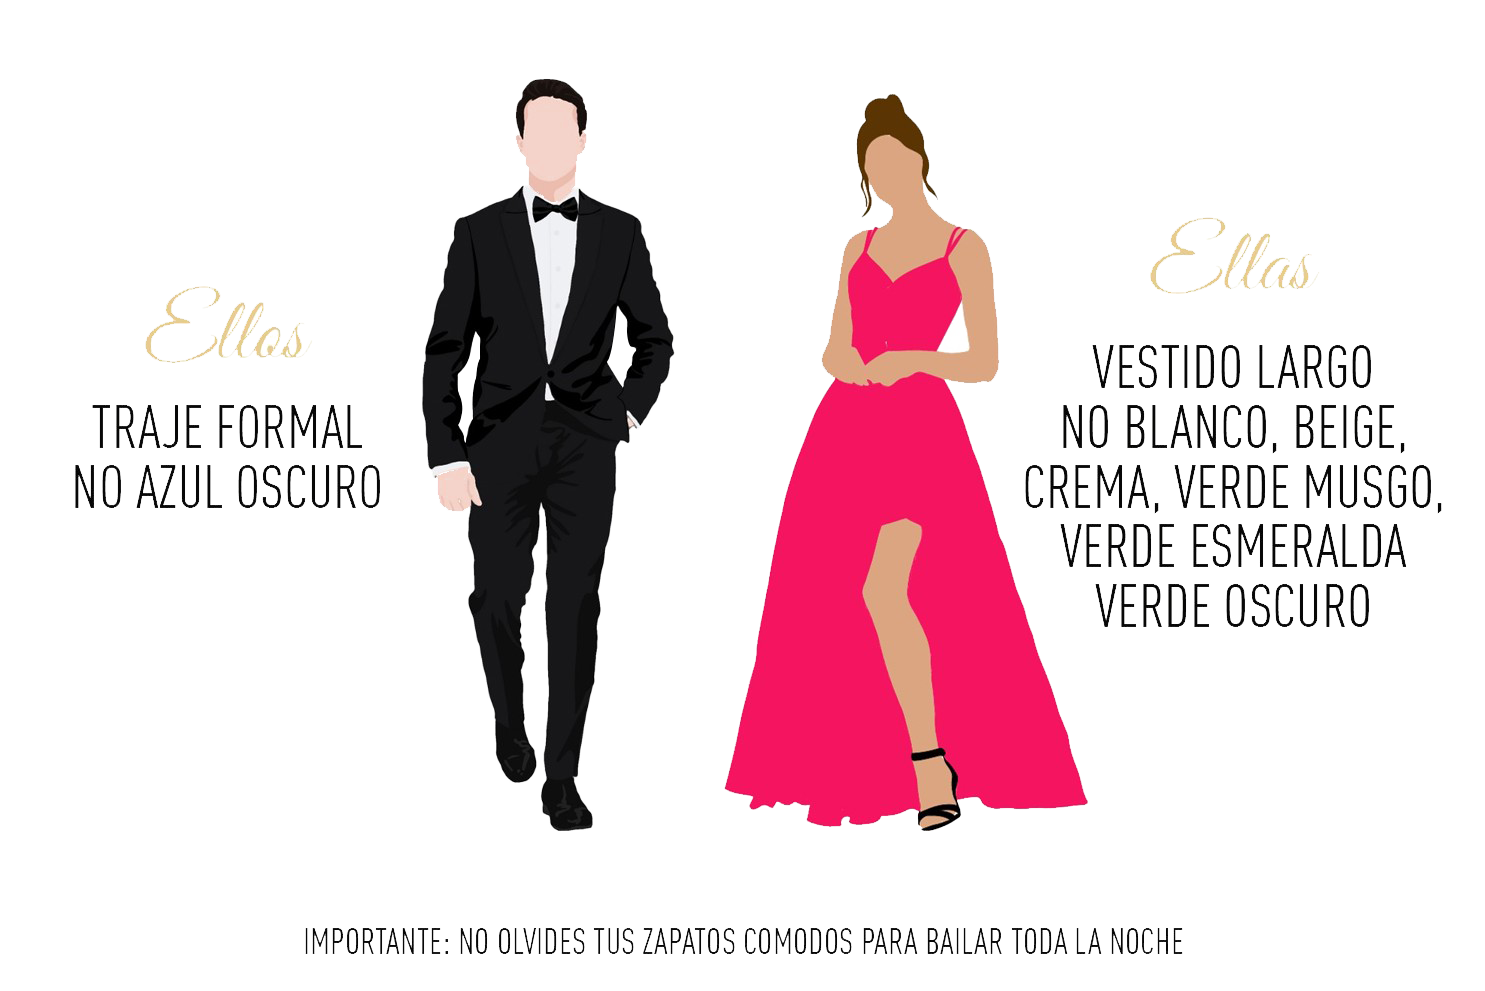 Ellos
TRAJE FORMAL
NO AZUL OSCURO
Ellas
VESTIDO LARGO
NO BLANCO, BEIGE,
CREMA, VERDE MUSGO,
VERDE ESMERALDA
VERDE OSCURO
IMPORTANTE: NO OLVIDES TUS ZAPATOS COMODOS PARA BAILAR TODA LA NOCHE